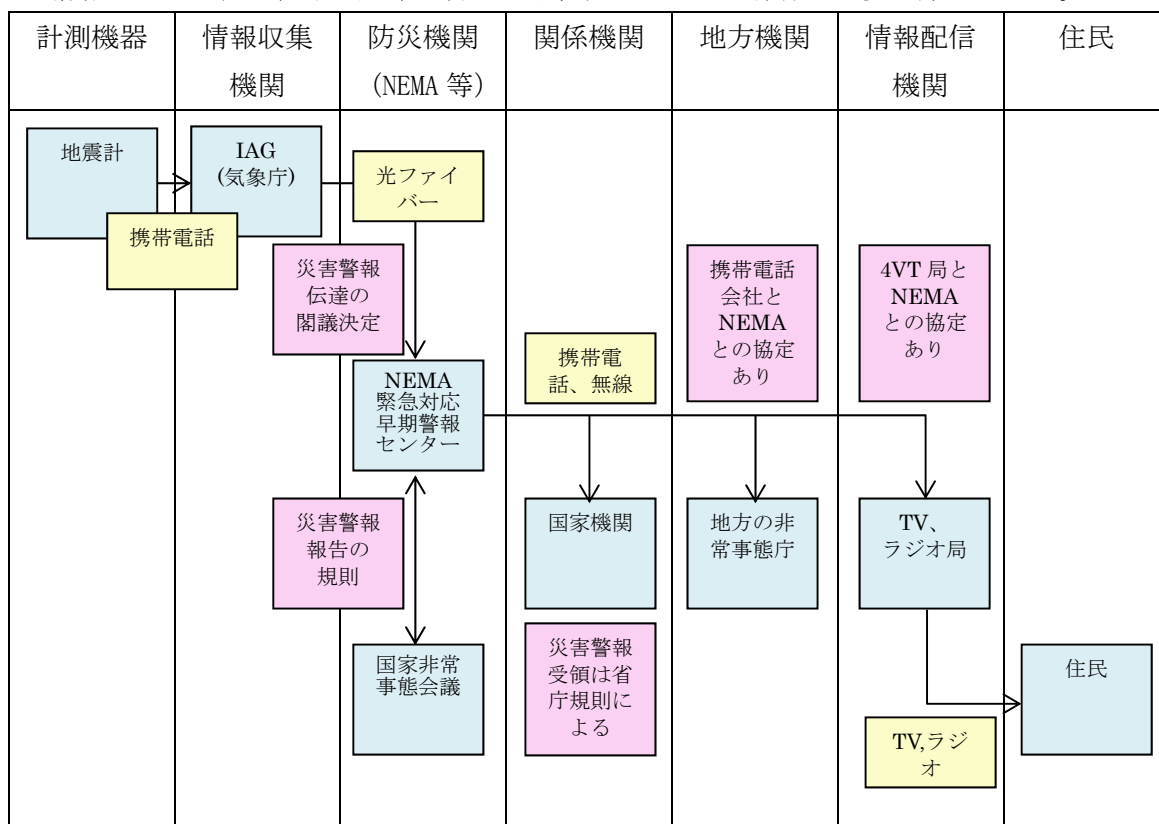 計測機器
情報収集
機関
防災機関
(NEMA 等)
関係機関
地方機関
情報配信
機関
住民
地震計
IAG
(気象庁)
光ファイ
バー
携帯電話
災害警報
伝達の
閣議決定
携帯電話
会社と
NEMA
との協定
あり
4VT 局と
NEMA
との協定
あり
携帯電
話、無線
NEMA
緊急対応
早期警報
センター
災害警報
報告の
規則
国家機関
地方の非
常事態庁
TV、
ラジオ局
国家非常
事態会議
災害警報
受領は省
庁規則に
よる
住民
TV,ラジ
オ